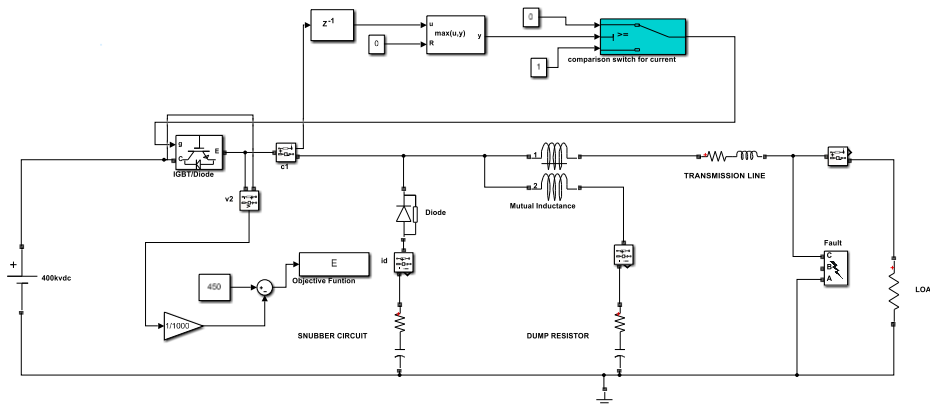 z-1
0
u
R
max(u,y)
y
0
>=
1
comparison switch for current
g
C
E
IGBT/Diode
c1
v2
1
2
Mutual Inductance
TRANSMISSION LINE
Diode
id
400kvdc
E
Objective Funtion
450
1/1000
SNUBBER CIRCUIT
DUMP RESISTOR
Fault
C
B
A
LOA